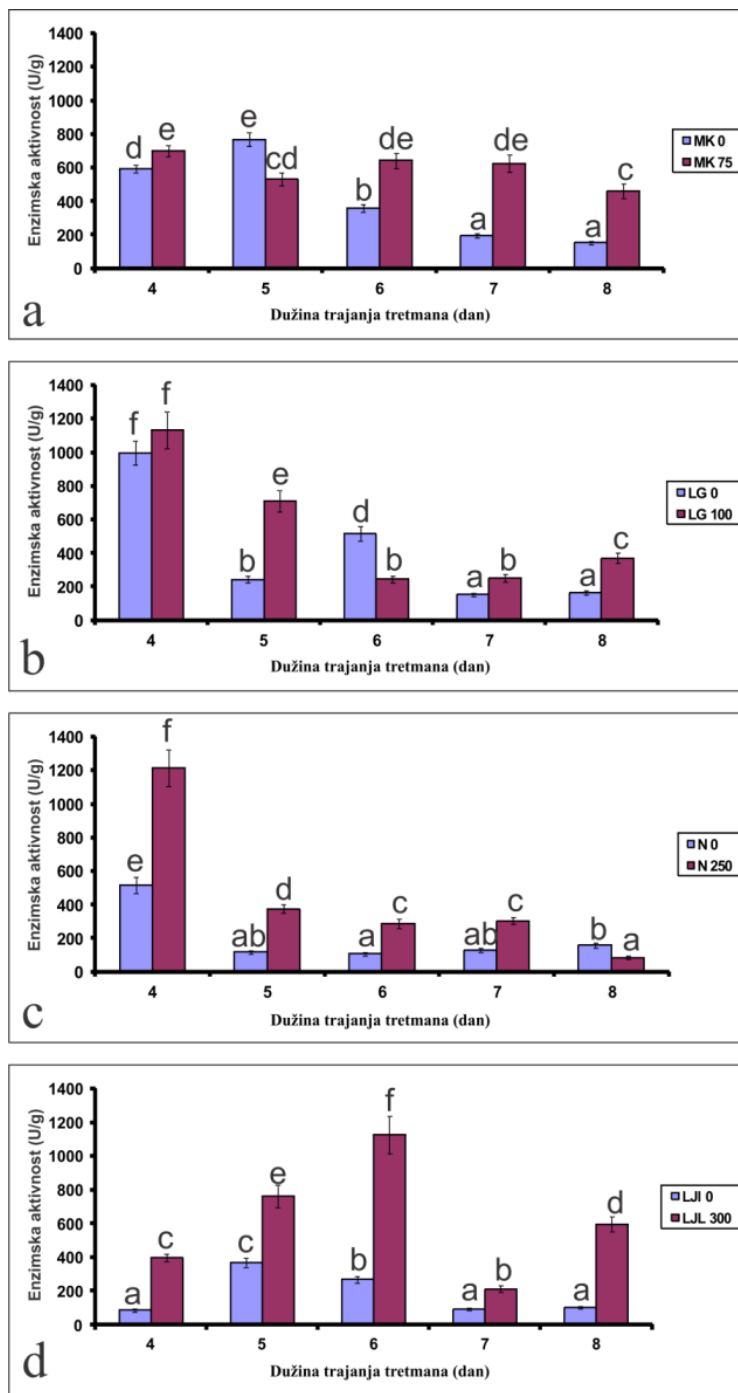 1400
1200
1000
800
600
400
200
0
Enzimska aktivnost (U/g)
d e e cd b de a de a c
MK 0
MK 75
4 5 6 7 8
Dužina trajanja tretmana (dan)
a
1400
1200
1000
800
600
400
200
0
Enzimska aktivnost (U/g)
f f b e d b a b a c
LG 0
LG 100
4 5 6 7 8
Dužina trajanja tretmana (dan)
b
1400
1200
1000
800
600
400
200
0
Enzimska aktivnost (U/g)
e f ab d a c ab c b a
N 0
N 250
4 5 6 7 8
Dužina trajanja tretmana (dan)
c
1400
1200
1000
800
600
400
200
0
Enzimska aktivnost (U/g)
a c c e b f a b a d
LJI 0
LJL 300
4 5 6 7 8
Dužina trajanja tretmana (dan)
d